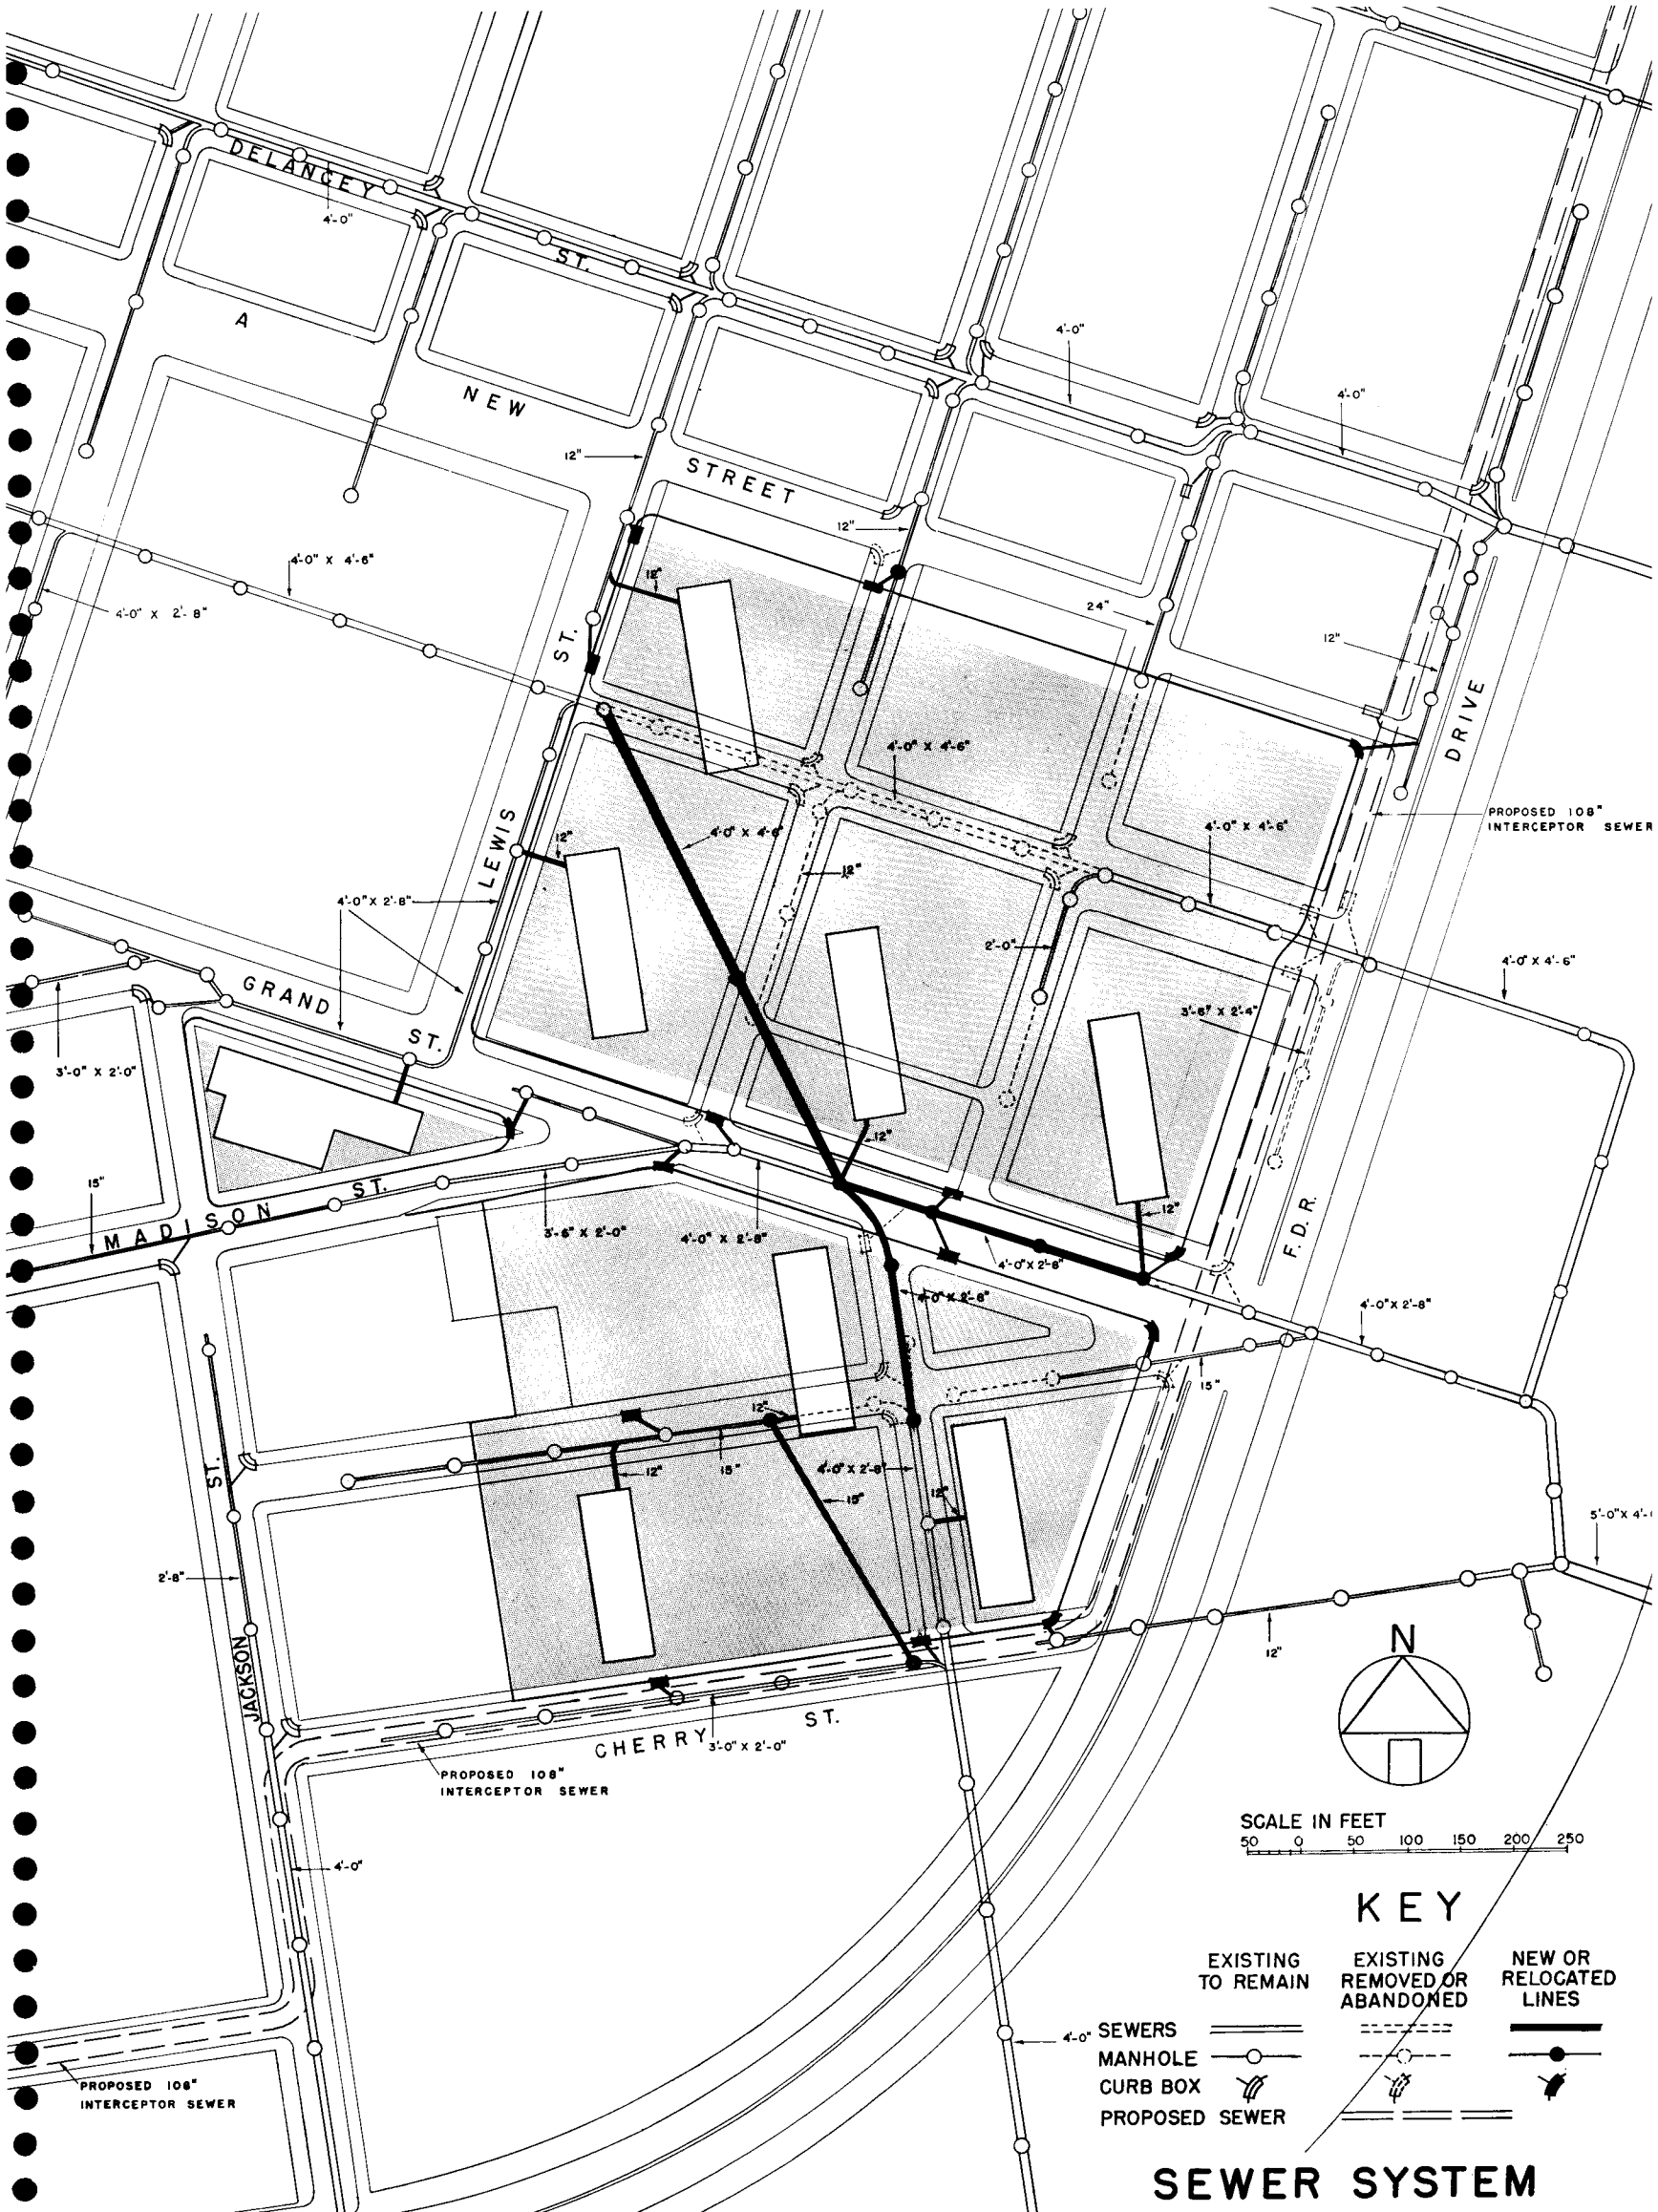 DELANCEY ST.
4'-0"
A NEW STREET
4'-0"
4'-0"
12"
12"
4'-0" X 4'-6"
4'-0" X 2'-8"
12"
24"
12"
LEWIS ST.
F.D.R. DRIVE
4'-0" X 4'-6"
PROPOSED 108"
INTERCEPTOR SEWER
4'-0" X 4'-6"
4'-0" X 4'-6"
12"
12"
4'-0" X 2'-8"
2'-0"
4'-0" X 4'-6"
GRAND ST.
3'-6" X 2'-4"
3'-0" X 2'-0"
12"
15"
MADISON ST.
12"
3'-6" X 2'-0"
4'-0" X 2'-8"
4'-0" X 2'-8"
4'-0" X 2'-8"
4'-0" X 2'-8"
15"
12"
JACKSON ST.
12"
15"
4'-0" X 2'-8"
15"
12"
5'-0" X 4'-
2'-8"
12"
N
CHERRY ST.
3'-0" X 2'-0"
PROPOSED 108"
INTERCEPTOR SEWER
SCALE IN FEET
50 0 50 100 150 200 250
4'-0"
KEY
EXISTING TO REMAIN
EXISTING REMOVED OR ABANDONED
NEW OR RELOCATED LINES
4'-0"
SEWERS
MANHOLE
CURB BOX
PROPOSED SEWER
PROPOSED 108"
INTERCEPTOR SEWER
SEWER SYSTEM